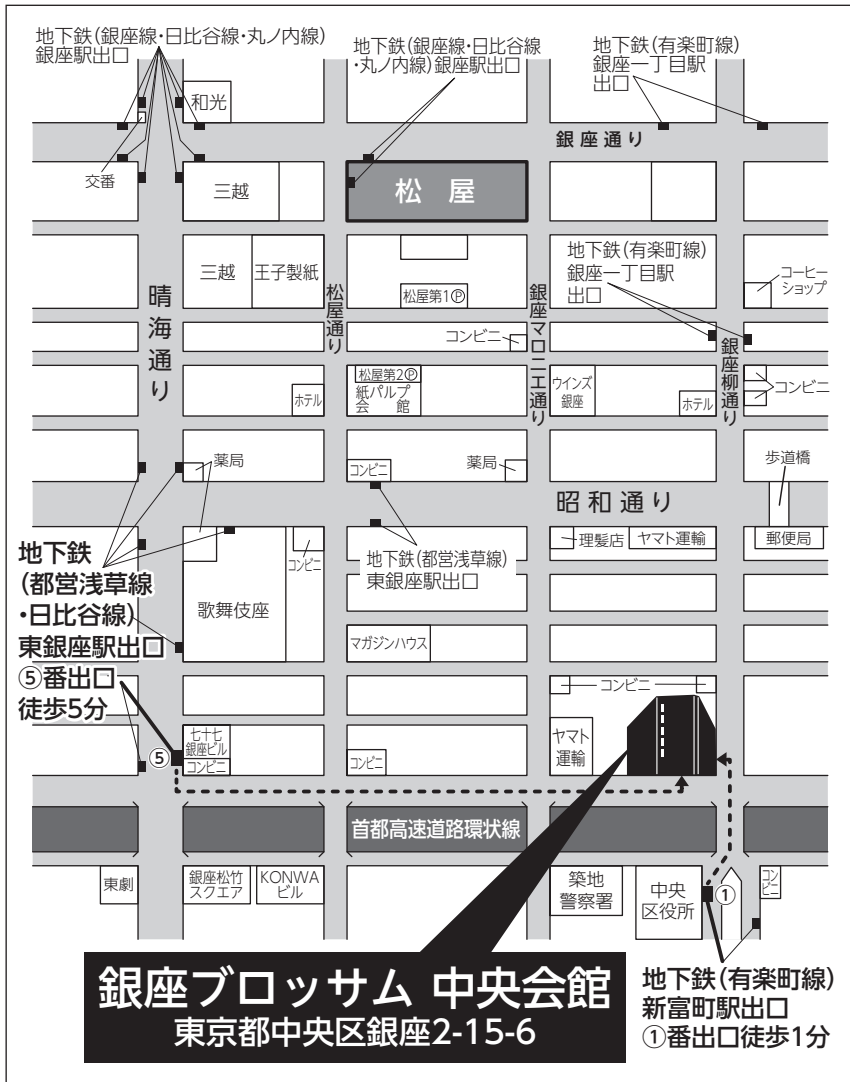 地下鉄(銀座線・日比谷線・丸ノ内線)
銀座駅出口
地下鉄(銀座線・日比谷線
・丸ノ内線)銀座駅出口
地下鉄(有楽町線)
銀座一丁目駅
出口
和光
銀座通り
交番
三越
松屋
三越
王子製紙
松屋第1Ⓟ
地下鉄(有楽町線)
銀座一丁目駅
出口
コーヒー
ショップ
晴海通り
松屋通り
銀座マロニエ通り
銀座柳通り
コンビニ
松屋第2Ⓟ
紙パルプ
会館
ホテル
ウインズ
銀座
ホテル
コンビニ
薬局
コンビニ
薬局
歩道橋
昭和通り
地下鉄
(都営浅草線
・日比谷線)
東銀座駅出口
⑤番出口
徒歩5分
コンビニ
地下鉄(都営浅草線)
東銀座駅出口
理髪店
ヤマト運輸
郵便局
歌舞伎座
マガジンハウス
コンビニ
七十七
銀座ビル
コンビニ
⑤
コンビニ
ヤマト
運輸
首都高速道路環状線
東劇
銀座松竹
スクエア
KONWA
ビル
築地
警察署
中央
区役所
①
コンビニ
銀座ブロッサム 中央会館
東京都中央区銀座2-15-6
地下鉄(有楽町線)
新富町駅出口
①番出口徒歩1分